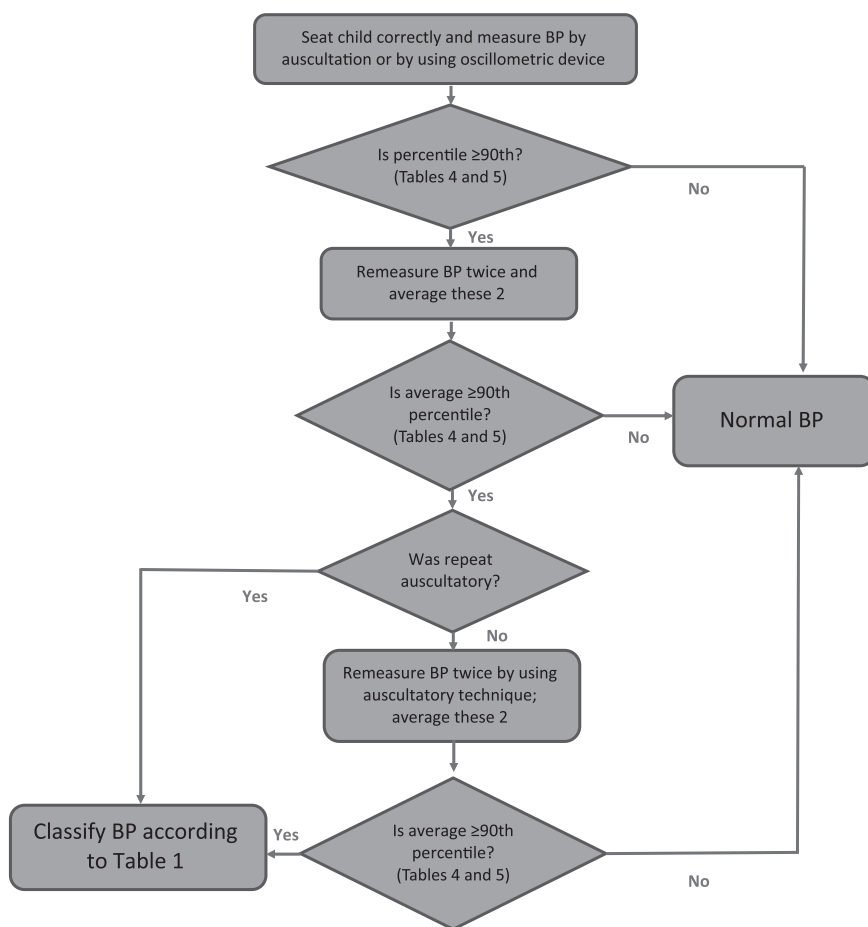 Seat child correctly and measure BP by
auscultation or by using oscillometric device
Is percentile ≥90th?
(Tables 4 and 5)
No
Yes
Remeasure BP twice and
average these 2
Is average ≥90th
percentile?
(Tables 4 and 5)
No
Normal BP
Yes
Was repeat
auscultatory?
Yes
No
Remeasure BP twice by using
auscultatory technique;
average these 2
Classify BP according
to Table 1
Yes
Is average ≥90th
percentile?
(Tables 4 and 5)
No